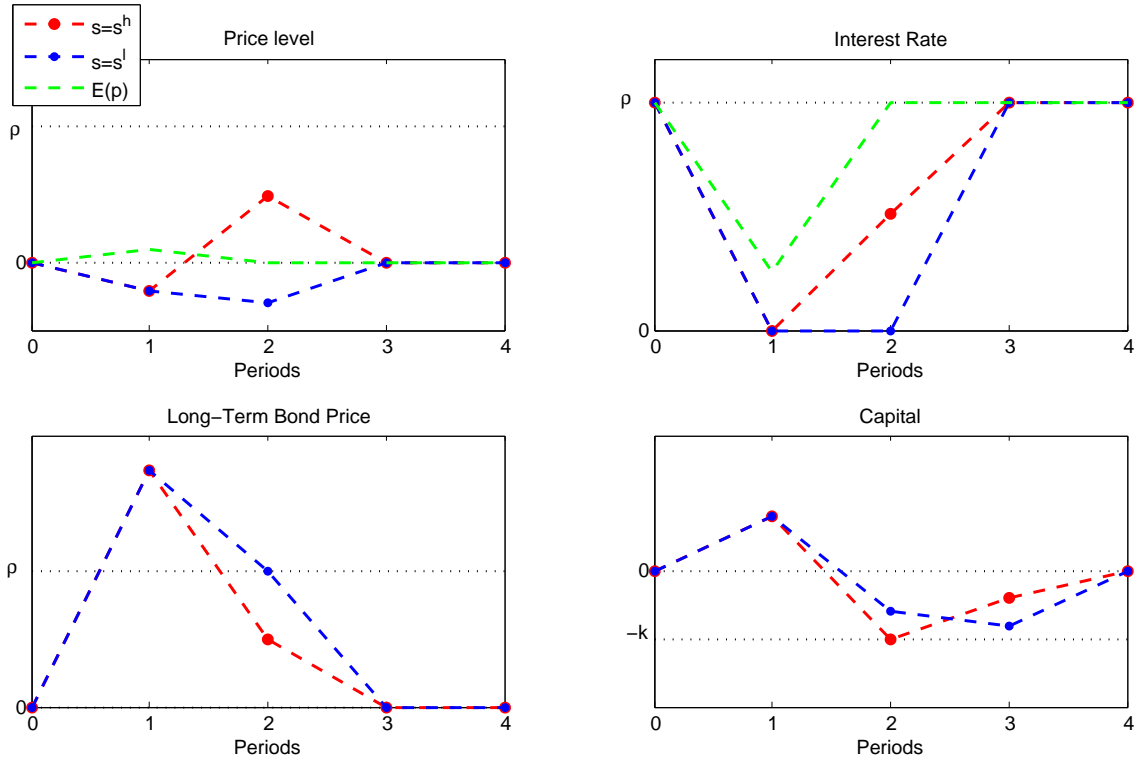 s=s^h
s=s^l
E(p)
Price level
ρ
0
0 1 2 3 4
Periods
Interest Rate
ρ
0
0 1 2 3 4
Periods
Long−Term Bond Price
ρ
0
0 1 2 3 4
Periods
Capital
0
−k
0 1 2 3 4
Periods